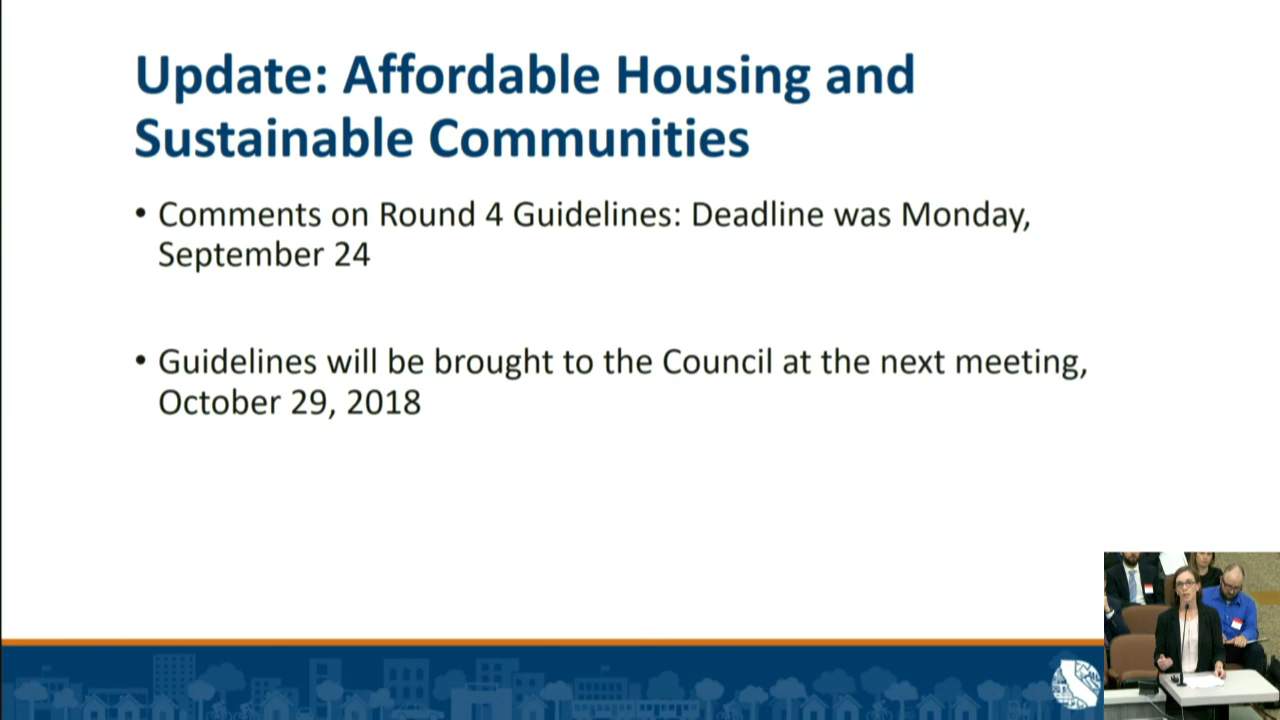 Update: Affordable Housing and
Sustainable Communities
• Comments on Round 4 Guidelines: Deadline was Monday,
September 24
• Guidelines will be brought to the Council at the next meeting,
October 29, 2018